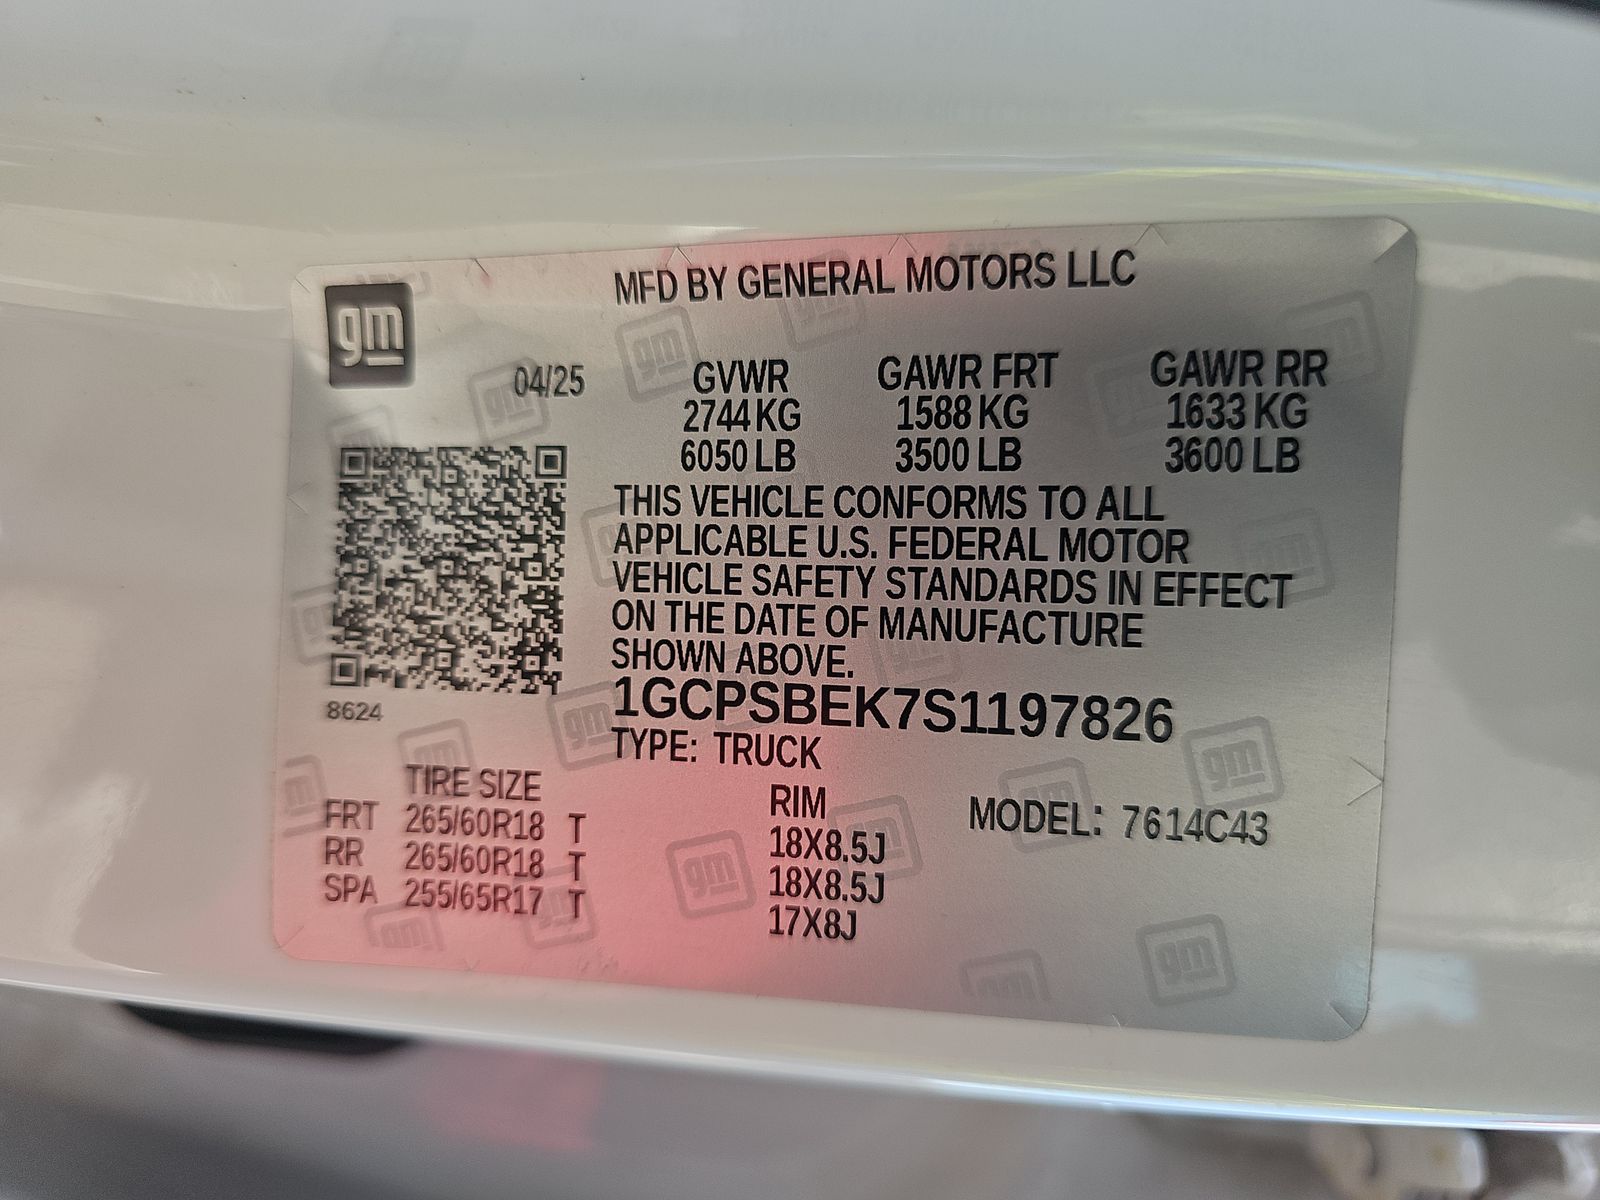 gm
MFD BY GENERAL MOTORS LLC
04/25
GVWR GAWR FRT GAWR RR
2744 KG 1588 KG 1633 KG
6050 LB 3500 LB 3600 LB
THIS VEHICLE CONFORMS TO ALL
APPLICABLE U.S. FEDERAL MOTOR
VEHICLE SAFETY STANDARDS IN EFFECT
ON THE DATE OF MANUFACTURE
SHOWN ABOVE.
8624
1GCPSBEK7S1197826
TYPE: TRUCK
TIRE SIZE RIM MODEL: 7614C43
FRT 265/60R18 T 18X8.5J
RR 265/60R18 T 18X8.5J
SPA 255/65R17 T 17X8J